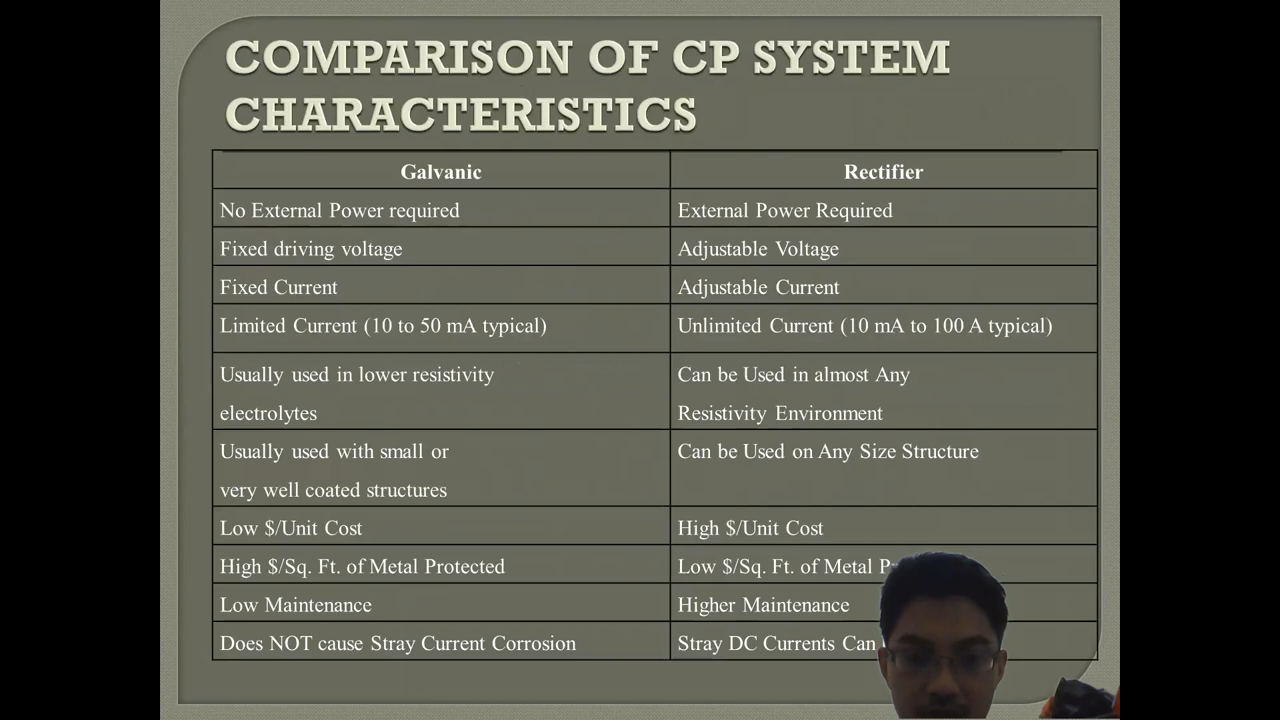 COMPARISON OF CP SYSTEM
CHARACTERISTICS
Galvanic Rectifier
No External Power required External Power Required
Fixed driving voltage Adjustable Voltage
Fixed Current Adjustable Current
Limited Current (10 to 50 mA typical) Unlimited Current (10 mA to 100 A typical)
Usually used in lower resistivity Can be Used in almost Any
electrolytes Resistivity Environment
Usually used with small or Can be Used on Any Size Structure
very well coated structures
Low $/Unit Cost High $/Unit Cost
High $/Sq. Ft. of Metal Protected Low $/Sq. Ft. of Metal
Low Maintenance Higher Maintenance
Does NOT cause Stray Current Corrosion Stray DC Currents Can